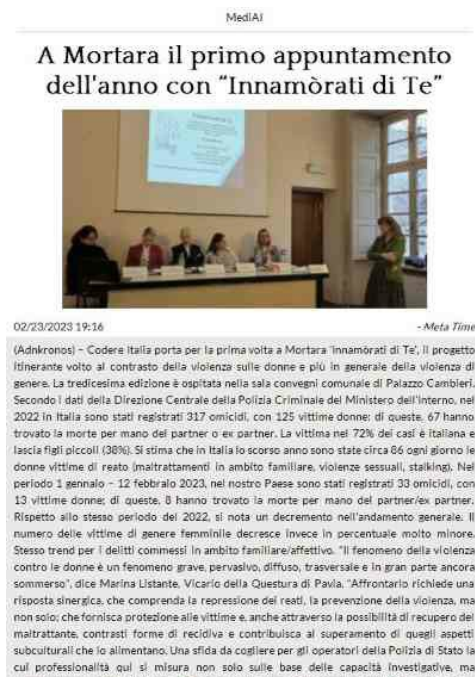 MediAI
A Mortara il primo appuntamento
dell'anno con “Innamòrati di Te”
02/23/2023 19:16
- Meta Time
(Adnkronos) – Codere Italia porta per la prima volta a Mortara ‘Innamòrati di Te’, il progetto
itinerante volto al contrasto della violenza sulle donne e più in generale della violenza di
genere. La tredicesima edizione è ospitata nella sala convegni comunale di Palazzo Cambieri.
Secondo i dati della Direzione Centrale della Polizia Criminale del Ministero dell'Interno, nel
2022 in Italia sono stati registrati 317 omicidi, con 125 vittime donne: di queste, 67 hanno
trovato la morte per mano del partner o ex partner. La vittima nel 72% dei casi è italiana e
lascia figli piccoli (38%). Si stima che in Italia lo scorso anno sono state circa 86 ogni giorno le
donne vittime di reato (maltrattamenti in ambito familiare, violenze sessuali, stalking). Nel
periodo 1 gennaio – 12 febbraio 2023, nel nostro Paese sono stati registrati 33 omicidi, con
13 vittime donne; di queste, 8 hanno trovato la morte per mano del partner/ex partner.
Rispetto allo stesso periodo del 2022, si nota un decremento nell'andamento generale. Il
numero delle vittime di genere femminile decresce invece in percentuale molto minore.
Stesso trend per i delitti commessi in ambito familiare/affettivo. “Il fenomeno della violenza
contro le donne è un fenomeno grave, pervasivo, diffuso, trasversale e in gran parte ancora
sommerso”, dice Marina Listante, Vicario della Questura di Pavia. “Affrontarlo richiede una
risposta sinergica, che comprenda la repressione dei reati, la prevenzione della violenza, ma
non solo; che fornisca protezione alle vittime e, anche attraverso la possibilità di recupero del
maltrattante, contrasti forme di recidiva e contribuisca al superamento di quegli aspetti
subculturali che lo alimentano. Una sfida da cogliere per gli operatori della Polizia di Stato la
cui professionalità qui si misura non solo sulle base delle capacità investigative, ma